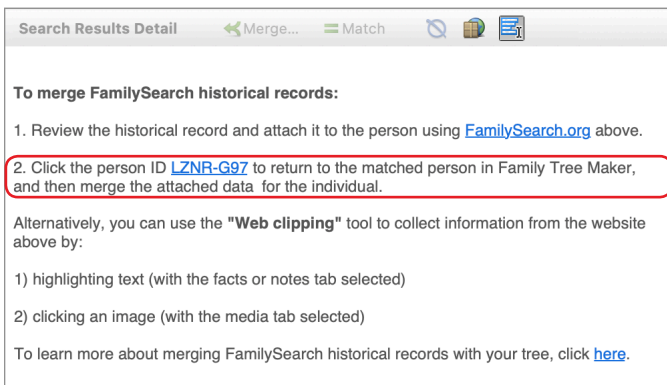 Search Results Detail Merge... Match
To merge FamilySearch historical records:
1. Review the historical record and attach it to the person using FamilySearch.org above.
2. Click the person ID LZNR-G97 to return to the matched person in Family Tree Maker,
and then merge the attached data  for the individual.
Alternatively, you can use the "Web clipping" tool to collect information from the website
above by:
1) highlighting text (with the facts or notes tab selected)
2) clicking an image (with the media tab selected)
To learn more about merging FamilySearch historical records with your tree, click here.